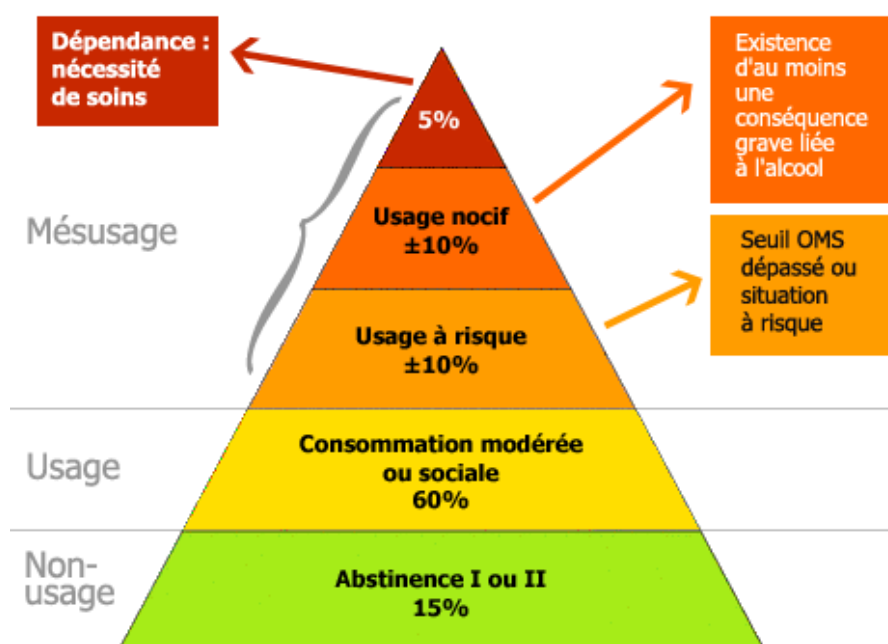 Dépendance :
nécessité
de soins
Existence
d'au moins
une
conséquence
grave liée
à l'alcool
5%
Usage nocif
±10%
Mésusage
Seuil OMS
dépassé ou
situation
à risque
Usage à risque
±10%
Usage
Consommation modérée
ou sociale
60%
Non-
usage
Abstinence I ou II
15%